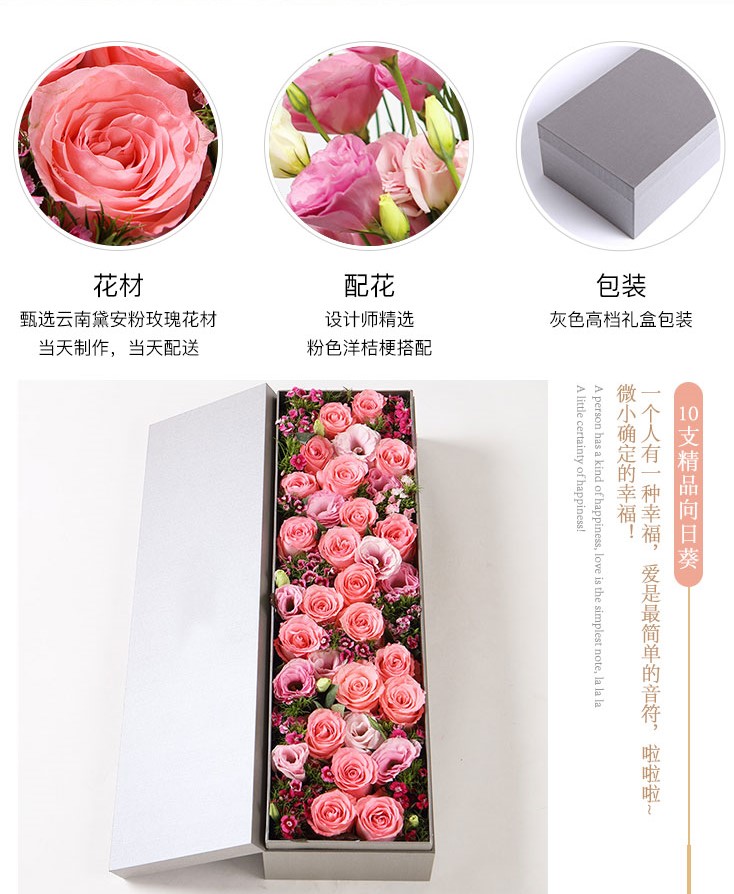 花材
甄选云南黛安粉玫瑰花材
当天制作，当天配送
配花
设计师精选
粉色洋桔梗搭配
包装
灰色高档礼盒包装
10支精品向日葵
一个人有一种幸福，爱是最简单的音符，啦啦啦~
微小确定的幸福！
A person has a kind of happiness, love is the simplest note, la la la
A little certainty of happiness!